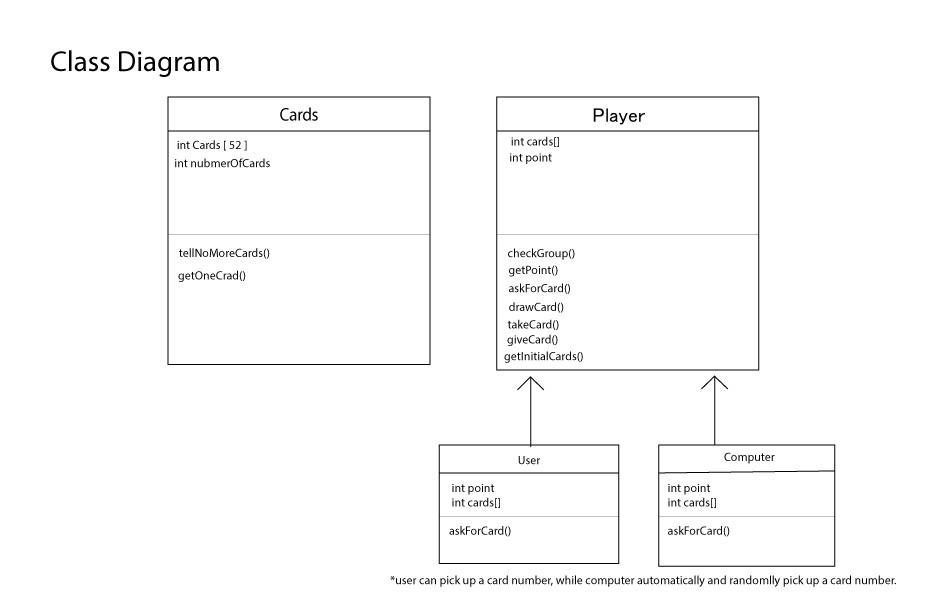 Class Diagram
Cards
int Cards [ 52 ]
int nubmerOfCards
tellNoMoreCards()
getOneCrad()
Player
int cards[]
int point
checkGroup()
getPoint()
askForCard()
drawCard()
takeCard()
giveCard()
getInitialCards()
User
int point
int cards[]
askForCard()
Computer
int point
int cards[]
askForCard()
*user can pick up a card number, while computer automatically and randomlly pick up a card number.